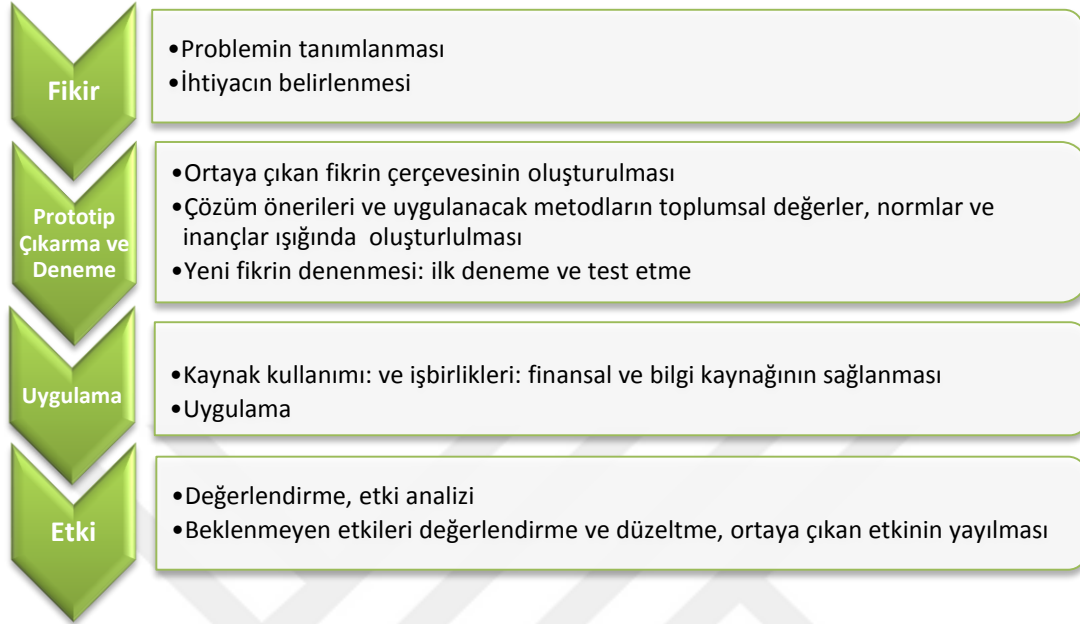 Fikir
•Problemin tanımlanması
•İhtiyacın belirlenmesi
Prototip
Çıkarma ve
Deneme
•Ortaya çıkan fikrin çerçevesinin oluşturulması
•Çözüm önerileri ve uygulanacak metodların toplumsal değerler, normlar ve
inançlar ışığında oluşturlulması
•Yeni fikrin denenmesi: ilk deneme ve test etme
Uygulama
•Kaynak kullanımı: ve işbirlikleri: finansal ve bilgi kaynağının sağlanması
•Uygulama
Etki
•Değerlendirme, etki analizi
•Beklenmeyen etkileri değerlendirme ve düzeltme, ortaya çıkan etkinin yayılması